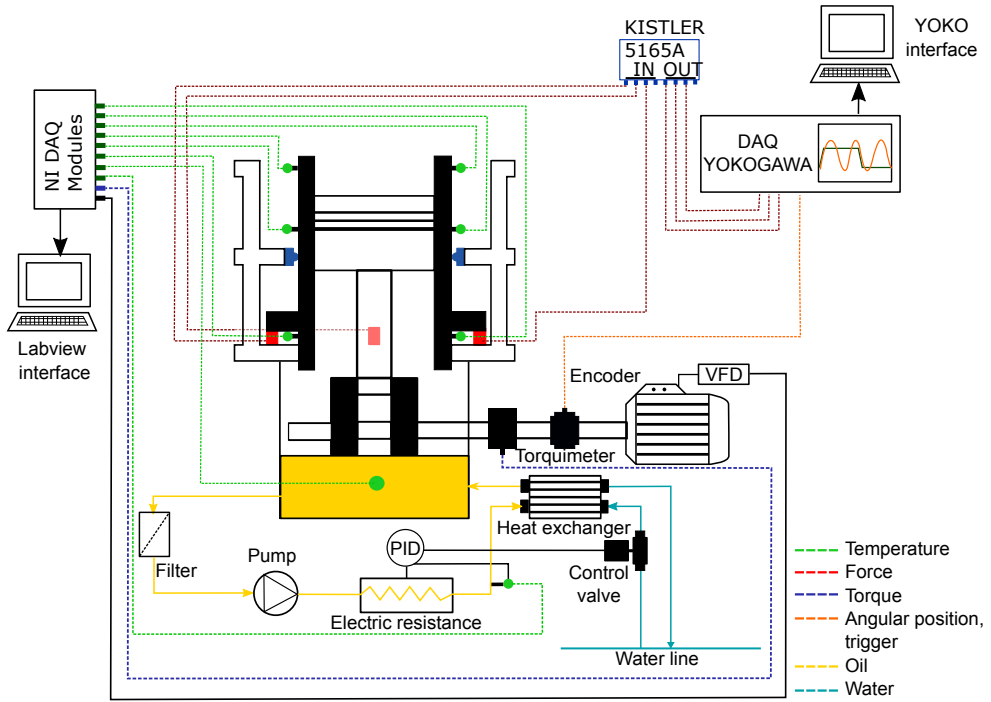 KISTLER
5165A
IN OUT
YOKO
interface
NI DAQ
Modules
DAQ
YOKOGAWA
Labview
interface
Encoder
VFD
Torquimeter
Heat exchanger
Filter
Pump
PID
Control
valve
Electric resistance
Water line
Temperature
Force
Torque
Angular position,
trigger
Oil
Water